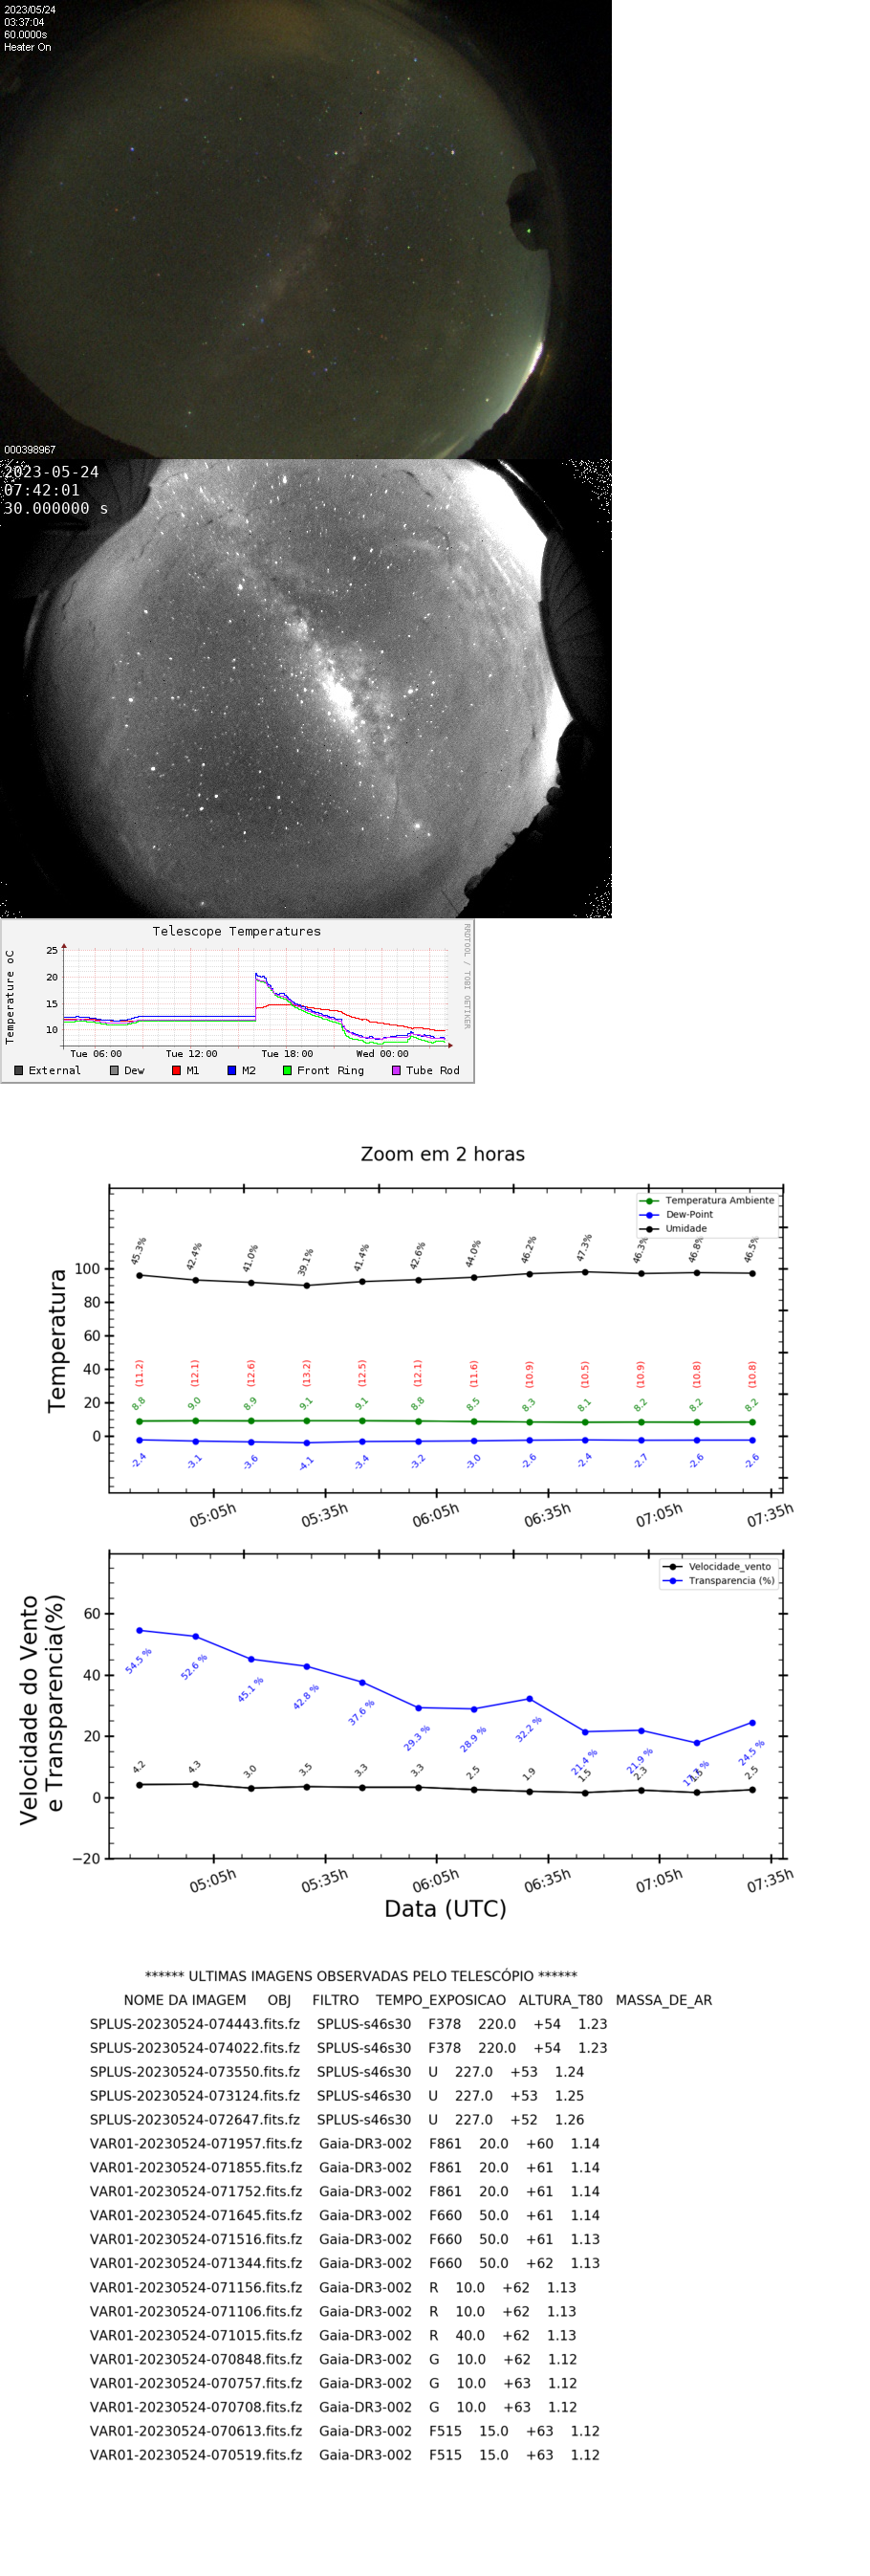 2023/05/24
03:37:04
60.0000s
Heater On
000398967
2023-05-24
07:42:01
30.000000 s
Telescope Temperatures
RRDTOOL / TOBI OETIKER
Temperature oC
25
20
15
10
Tue 06:00 Tue 12:00 Tue 18:00 Wed 00:00
External Dew M1 M2 Front Ring Tube Rod
Zoom em 2 horas
Temperatura Ambiente
Dew-Point
Umidade
Temperatura
100
80
60
40
20
0
45.3% 42.4% 41.0% 39.1% 41.4% 42.6% 44.0% 46.2% 47.3% 46.3% 46.8% 46.5%
(11.2) (12.1) (12.6) (13.2) (12.5) (12.1) (11.6) (10.9) (10.5) (10.9) (10.8) (10.8)
8.8 9.0 8.9 9.1 9.1 8.8 8.5 8.3 8.1 8.2 8.2 8.2
-2.4 -3.1 -3.6 -4.1 -3.4 -3.2 -3.0 -2.6 -2.4 -2.7 -2.6 -2.6
05:05h 05:35h 06:05h 06:35h 07:05h 07:35h
Velocidade_vento
Transparencia (%)
Velocidade do Vento
e Transparencia(%)
60
40
20
0
−20
54.5 % 52.6 % 45.1 % 42.8 % 37.6 % 29.3 % 28.9 % 32.2 % 21.4 % 21.9 % 24.5 %
4.2 4.3 3.0 3.5 3.3 3.3 2.5 1.9 1.5 2.3 2.5
05:05h 05:35h 06:05h 06:35h 07:05h 07:35h
Data (UTC)
****** ULTIMAS IMAGENS OBSERVADAS PELO TELESCÓPIO ******
NOME DA IMAGEM OBJ FILTRO TEMPO_EXPOSICAO ALTURA_T80 MASSA_DE_AR
SPLUS-20230524-074443.fits.fz SPLUS-s46s30 F378 220.0 +54 1.23
SPLUS-20230524-074022.fits.fz SPLUS-s46s30 F378 220.0 +54 1.23
SPLUS-20230524-073550.fits.fz SPLUS-s46s30 U 227.0 +53 1.24
SPLUS-20230524-073124.fits.fz SPLUS-s46s30 U 227.0 +53 1.25
SPLUS-20230524-072647.fits.fz SPLUS-s46s30 U 227.0 +52 1.26
VAR01-20230524-071957.fits.fz Gaia-DR3-002 F861 20.0 +60 1.14
VAR01-20230524-071855.fits.fz Gaia-DR3-002 F861 20.0 +61 1.14
VAR01-20230524-071752.fits.fz Gaia-DR3-002 F861 20.0 +61 1.14
VAR01-20230524-071645.fits.fz Gaia-DR3-002 F660 50.0 +61 1.14
VAR01-20230524-071516.fits.fz Gaia-DR3-002 F660 50.0 +61 1.13
VAR01-20230524-071344.fits.fz Gaia-DR3-002 F660 50.0 +62 1.13
VAR01-20230524-071156.fits.fz Gaia-DR3-002 R 10.0 +62 1.13
VAR01-20230524-071106.fits.fz Gaia-DR3-002 R 10.0 +62 1.13
VAR01-20230524-071015.fits.fz Gaia-DR3-002 R 40.0 +62 1.13
VAR01-20230524-070848.fits.fz Gaia-DR3-002 G 10.0 +62 1.12
VAR01-20230524-070757.fits.fz Gaia-DR3-002 G 10.0 +63 1.12
VAR01-20230524-070708.fits.fz Gaia-DR3-002 G 10.0 +63 1.12
VAR01-20230524-070613.fits.fz Gaia-DR3-002 F515 15.0 +63 1.12
VAR01-20230524-070519.fits.fz Gaia-DR3-002 F515 15.0 +63 1.12